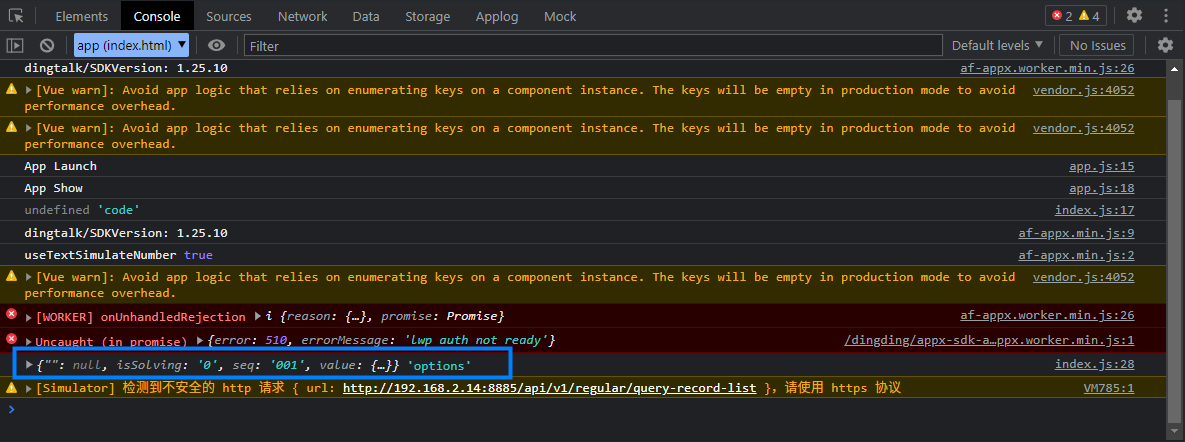 Elements Console Sources Network Data Storage Applog Mock 2 4
app (index.html) Filter Default levels No Issues
dingtalk/SDKVersion: 1.25.10 af-appx.worker.min.js:26
[Vue warn]: Avoid app logic that relies on enumerating keys on a component instance. The keys will be empty in production mode to avoid vendor.js:4052
performance overhead.
[Vue warn]: Avoid app logic that relies on enumerating keys on a component instance. The keys will be empty in production mode to avoid vendor.js:4052
performance overhead.
App Launch app.js:15
App Show app.js:18
undefined 'code' index.js:17
dingtalk/SDKVersion: 1.25.10 af-appx.min.js:9
useTextSimulateNumber true af-appx.min.js:2
[Vue warn]: Avoid app logic that relies on enumerating keys on a component instance. The keys will be empty in production mode to avoid vendor.js:4052
performance overhead.
[WORKER] onUnhandledRejection i {reason: {…}, promise: Promise} af-appx.worker.min.js:26
Uncaught (in promise) {error: 510, errorMessage: 'lwp auth not ready'} /dingding/appx-sdk-a…ppx.worker.min.js:1
{"": null, isSolving: '0', seq: '001', value: {…}} 'options' index.js:28
[Simulator] 检测到不安全的 http 请求 { url: http://192.168.2.14:8885/api/v1/regular/query-record-list }, 请使用 https 协议 VM785:1